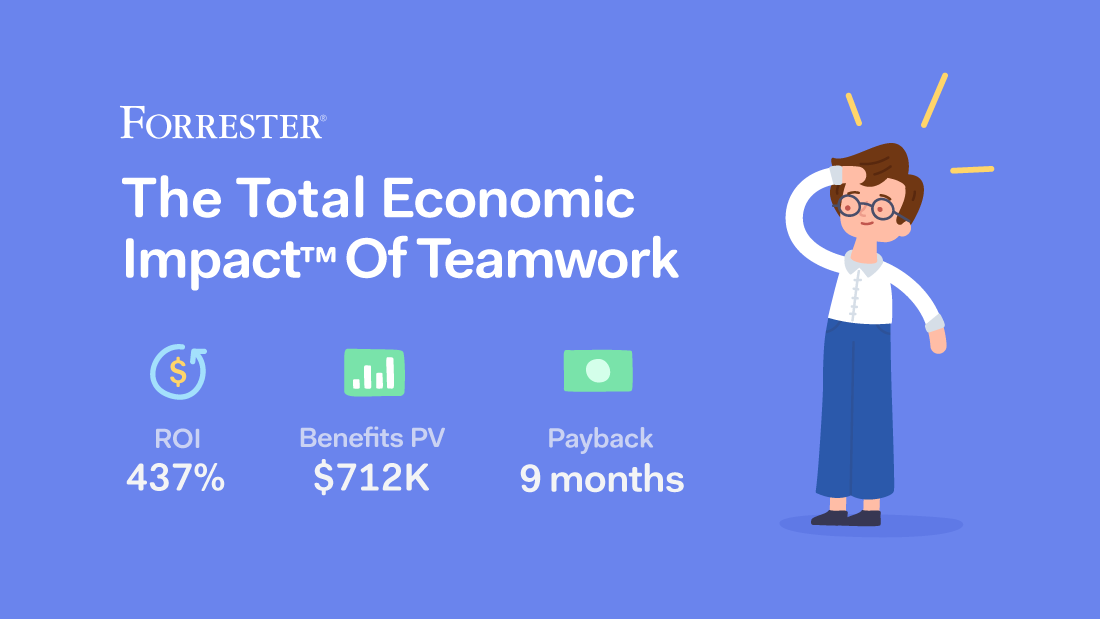 FORRESTER®
The Total Economic
Impact™ Of Teamwork
$
ROI
437%
Benefits PV
$712K
Payback
9 months